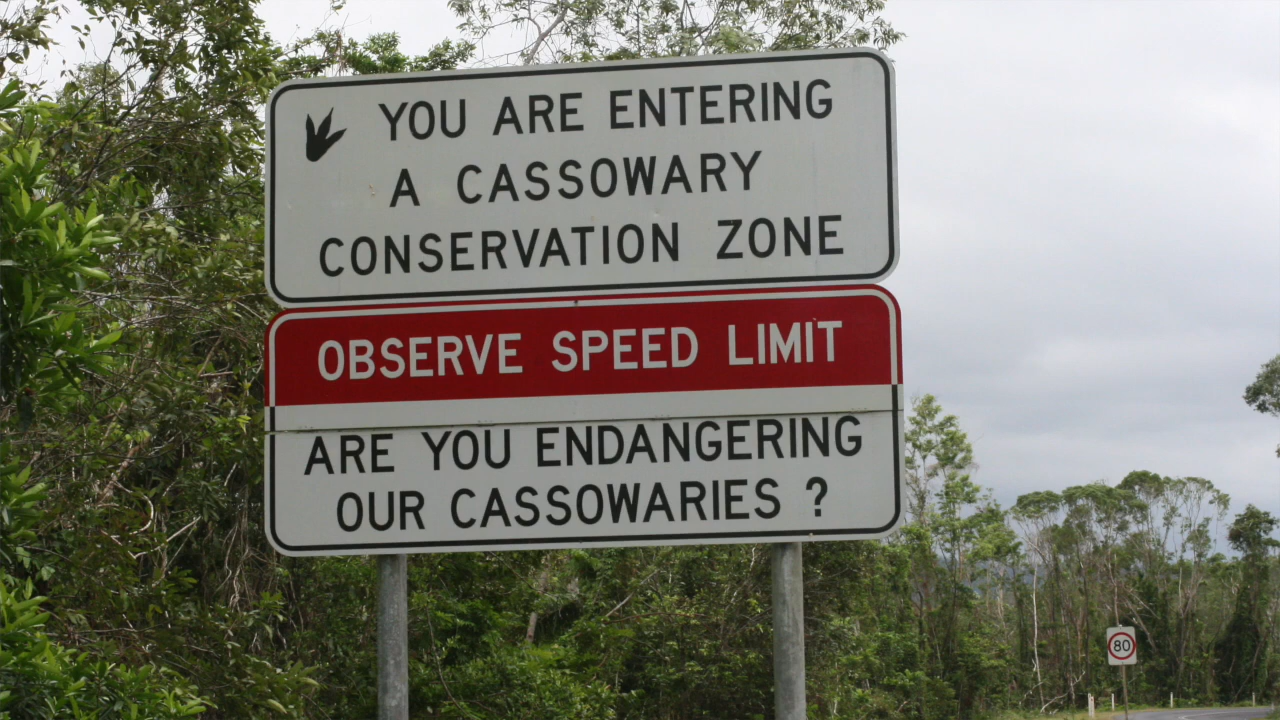 YOU ARE ENTERING
A CASSOWARY
CONSERVATION ZONE
OBSERVE SPEED LIMIT
ARE YOU ENDANGERING
OUR CASSOWARIES ?
80